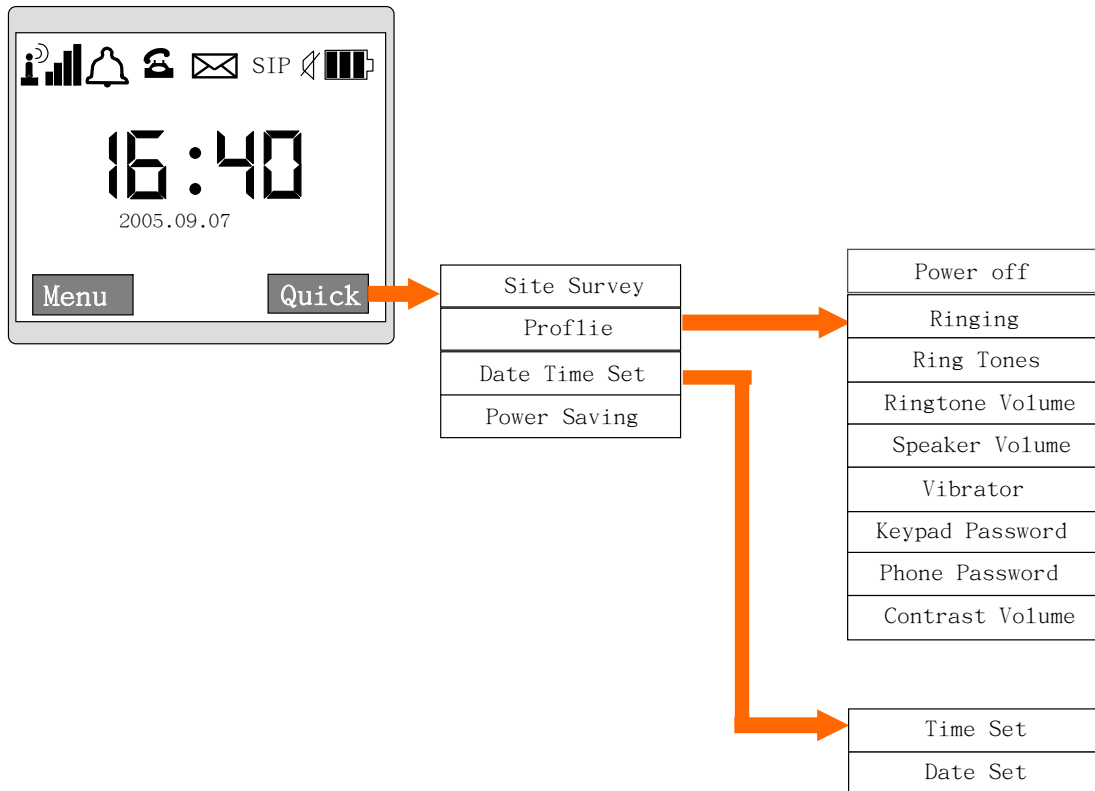 SIP
16:40
2005.09.07
Menu
Quick
Site Survey
Proflie
Date Time Set
Power Saving
Power off
Ringing
Ring Tones
Ringtone Volume
Speaker Volume
Vibrator
Keypad Password
Phone Password
Contrast Volume
Time Set
Date Set